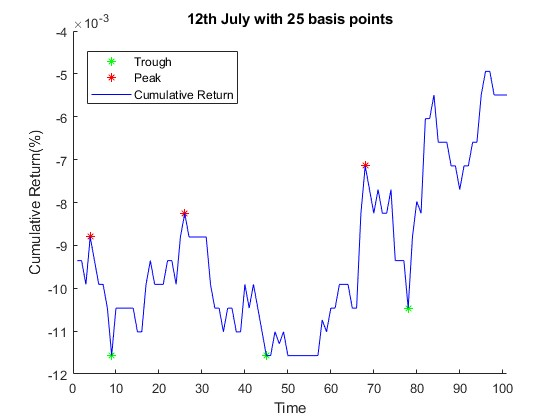 12th July with 25 basis points
×10⁻³
-4
Trough
Peak
Cumulative Return
-5
-6
-7
-8
-9
-10
-11
-12
Cumulative Return(%)
0 10 20 30 40 50 60 70 80 90 100
Time